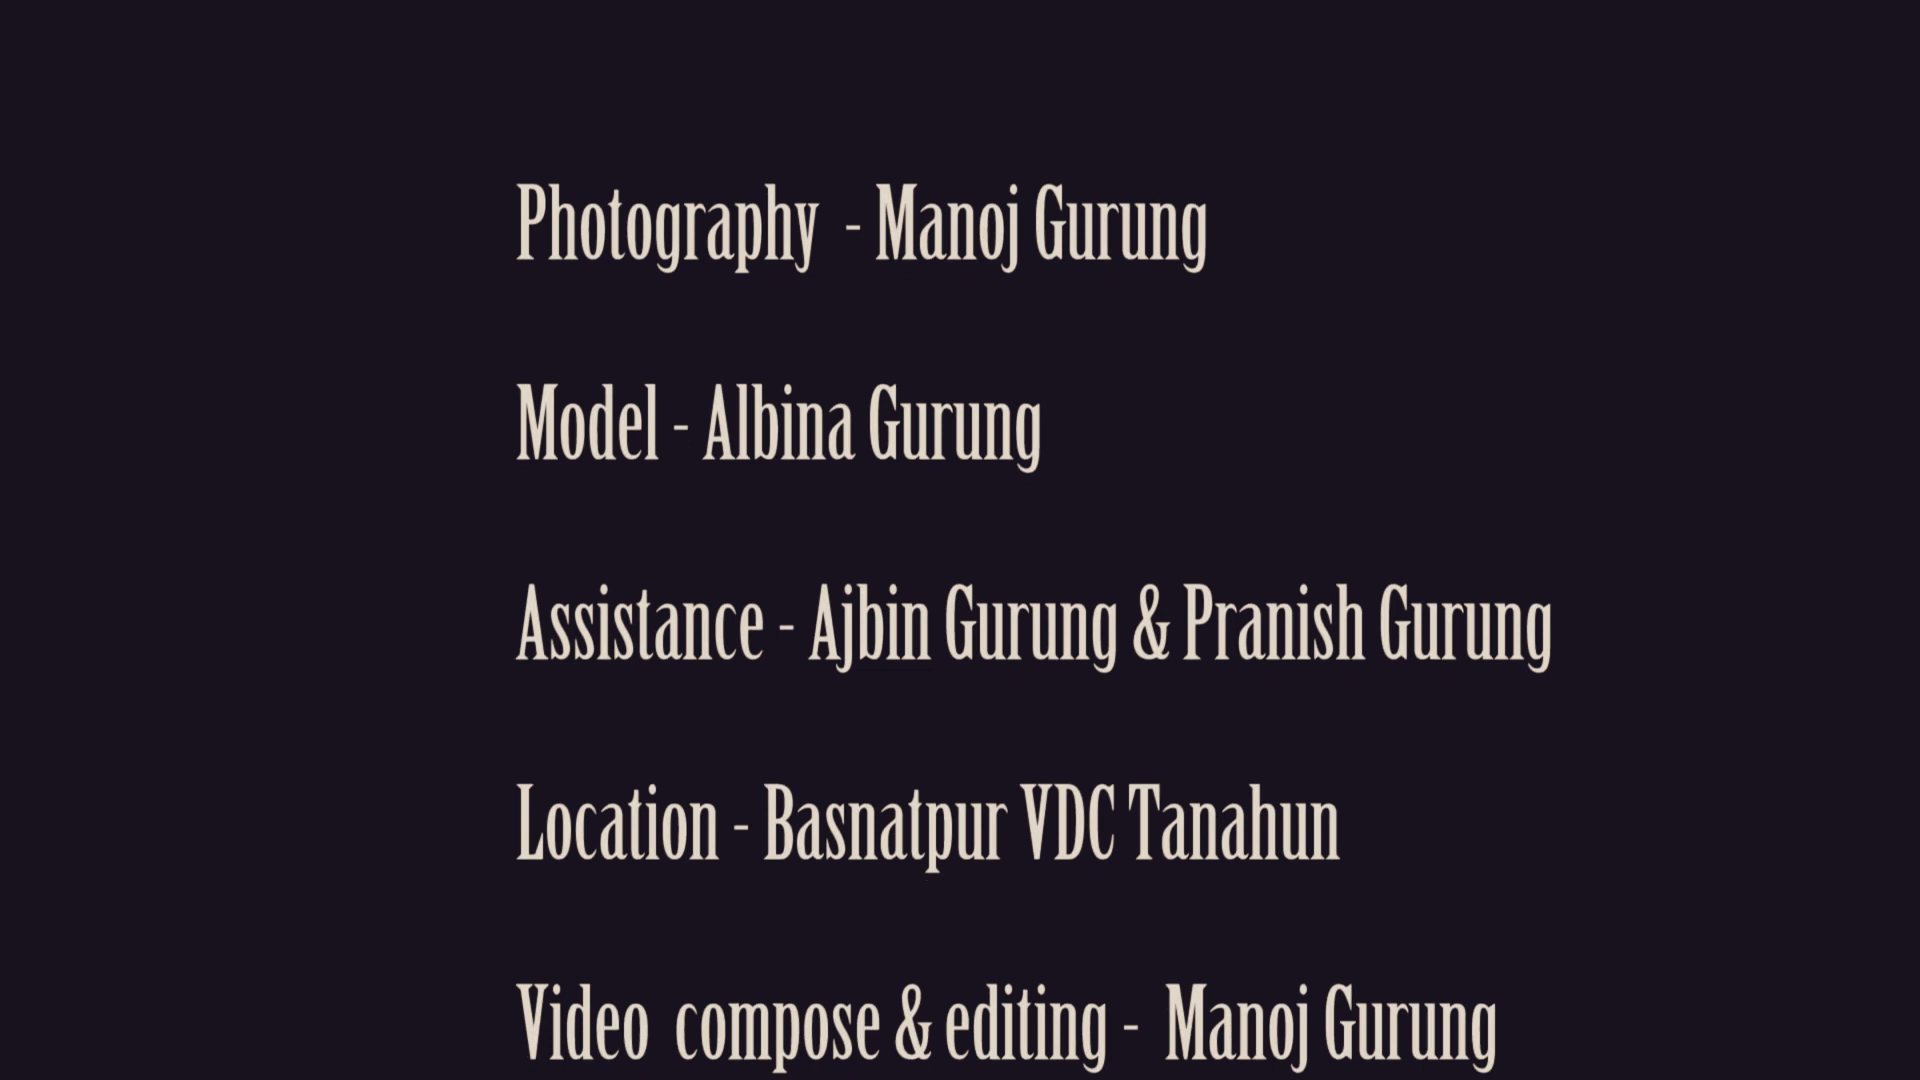 Photography - Manoj Gurung
Model - Albina Gurung
Assistance - Ajbin Gurung & Pranish Gurung
Location - Basnatpur VDC Tanahun
Video compose & editing - Manoj Gurung